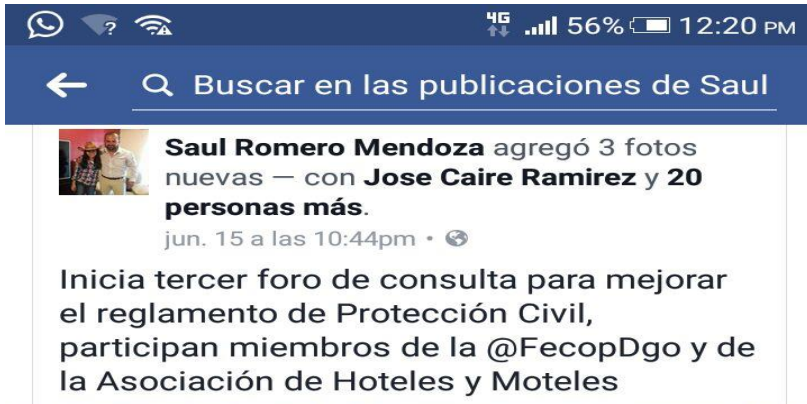 ? 4G 56% 12:20 PM
Buscar en las publicaciones de Saul
Saul Romero Mendoza agregó 3 fotos
nuevas — con Jose Caire Ramirez y 20
personas más.
jun. 15 a las 10:44pm •
Inicia tercer foro de consulta para mejorar
el reglamento de Protección Civil,
participan miembros de la @FecopDgo y de
la Asociación de Hoteles y Moteles